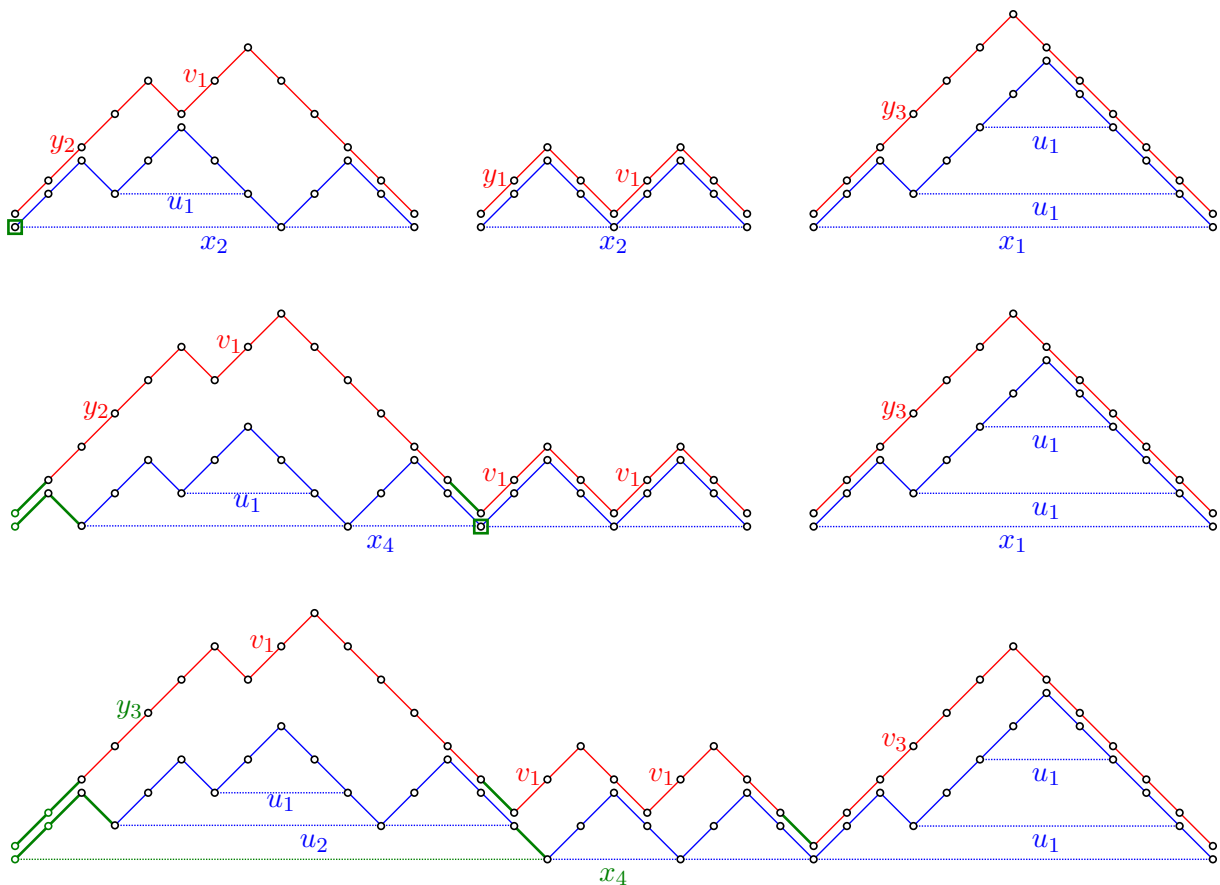 v₁
y₂ y₃
y₁ v₁
u₁ u₁
u₁
x₂ x₂ x₁
v₁
y₂ y₃
u₁
v₁ v₁
u₁ u₁
x₄ x₁
v₁
y₃ v₃
v₁ v₁
u₁ u₁
u₂ u₁
x₄